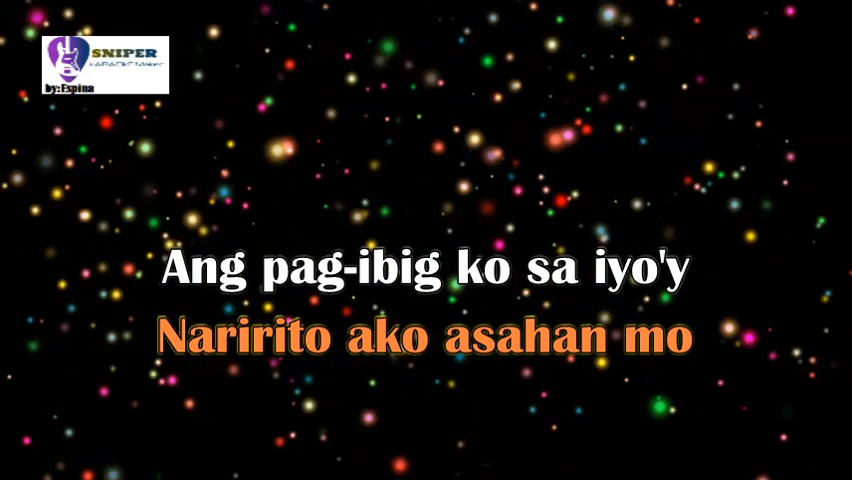 SNIPER
KARAOKE Maker
by:Espina
Ang pag-ibig ko sa iyo'y
Naririto ako asahan mo